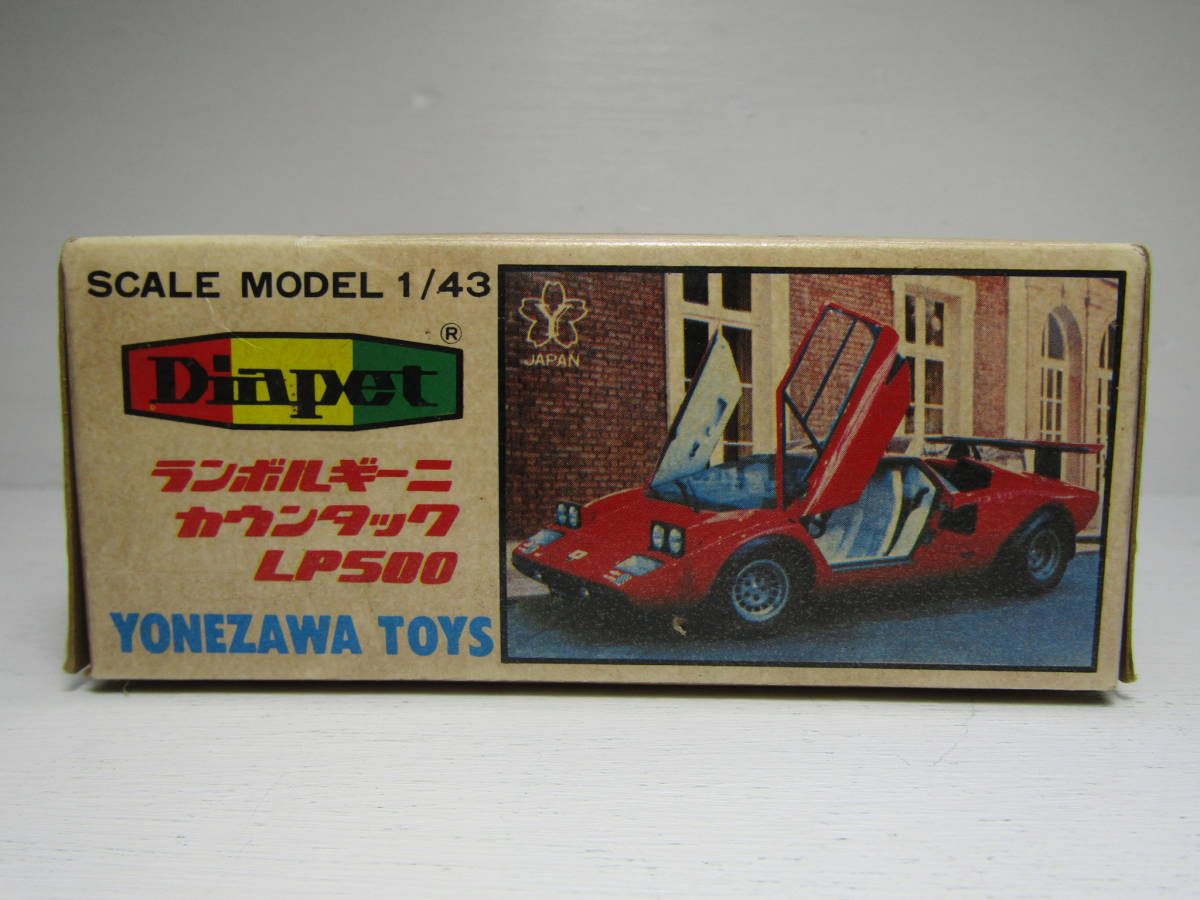 SCALE MODEL 1/43
Diapet ®
ランボルギーニ
カウンタック
LP500
YONEZAWA TOYS
Y
JAPAN